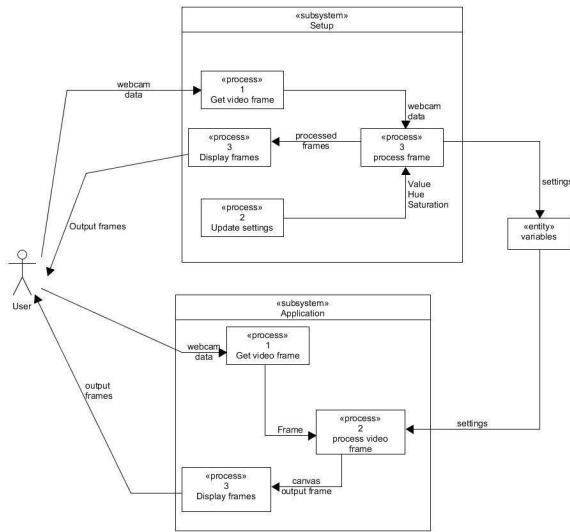 «subsystem»
Setup
«process»
1
Get video frame
webcam
data
webcam
data
«process»
3
Display frames
processed
frames
«process»
3
process frame
settings
Value
Hue
Saturation
«process»
2
Update settings
Output frames
«entity»
variables
User
«subsystem»
Application
«process»
1
Get video frame
webcam
data
output
frames
Frame
«process»
2
process video
frame
settings
«process»
3
Display frames
canvas
output frame